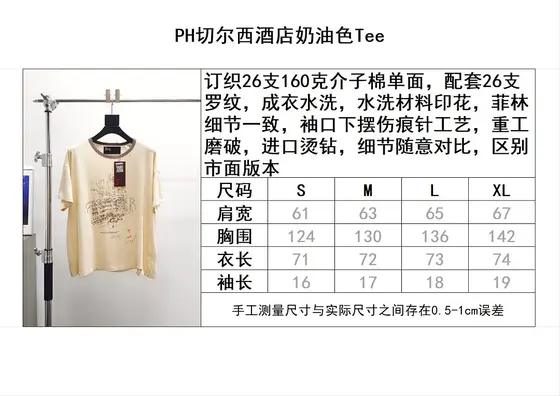 PH切尔西酒店奶油色Tee
订织26支160克介子棉单面，配套26支
罗纹，成衣水洗，水洗材料印花，菲林
细节一致，袖口下摆伤痕针工艺，重工
磨破，进口烫钻，细节随意对比，区别
市面版本
尺码 S M L XL
肩宽 61 63 65 67
胸围 124 130 136 142
衣长 71 72 73 74
袖长 16 17 18 19
手工测量尺寸与实际尺寸之间存在0.5-1cm误差